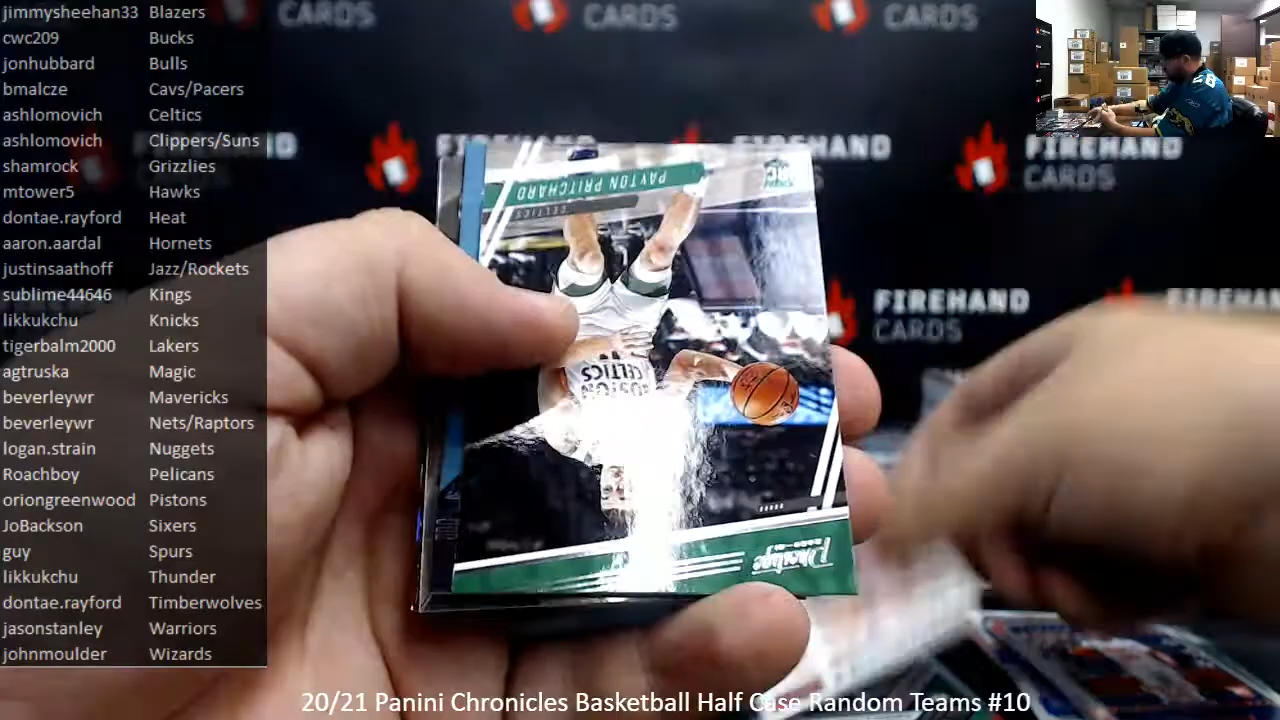 jimmysheehan33 Blazers
cwc209 Bucks
jonhubbard Bulls
bmalcze Cavs/Pacers
ashlomovich Celtics
ashlomovich Clippers/Suns
shamrock Grizzlies
mtower5 Hawks
dontae.rayford Heat
aaron.aardal Hornets
justinsaathoff Jazz/Rockets
sublime44646 Kings
likkukchu Knicks
tigerbalm2000 Lakers
agtruska Magic
beverleywr Mavericks
beverleywr Nets/Raptors
logan.strain Nuggets
Roachboy Pelicans
oriongreenwood Pistons
JoBackson Sixers
guy Spurs
likkukchu Thunder
dontae.rayford Timberwolves
jasonstanley Warriors
johnmoulder Wizards
CARDS
CARDS
CARDS
FIREHAND
CARDS
FIREHAND
CARDS
FIREHAND
PAYTON PRITCHARD
CELTICS
RC
BOSTON
CELTICS
Prestige
20/21 Panini Chronicles Basketball Half Case Random Teams #10